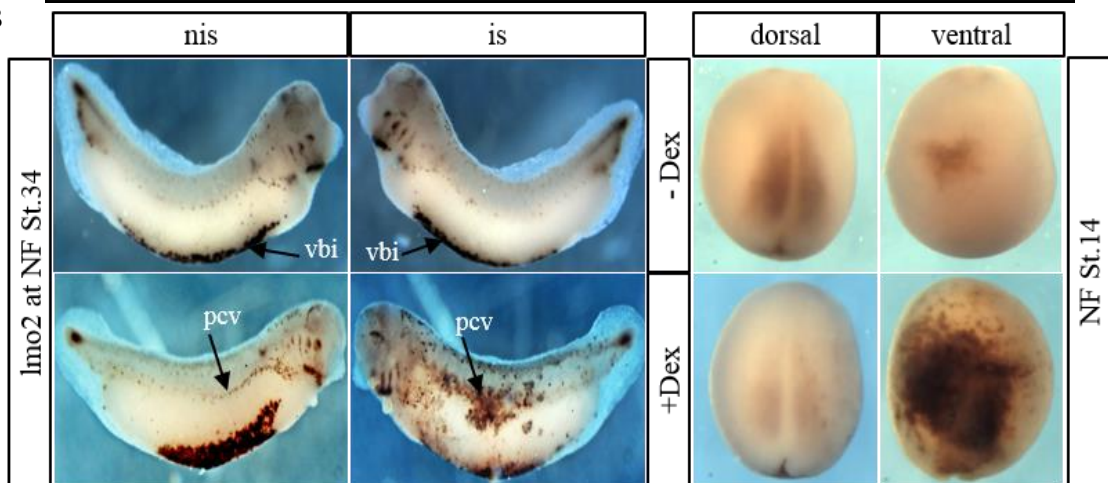 nis
is
dorsal
ventral
lmo2 at NF St.34
vbi
vbi
- Dex
NF St.14
pcv
pcv
+Dex